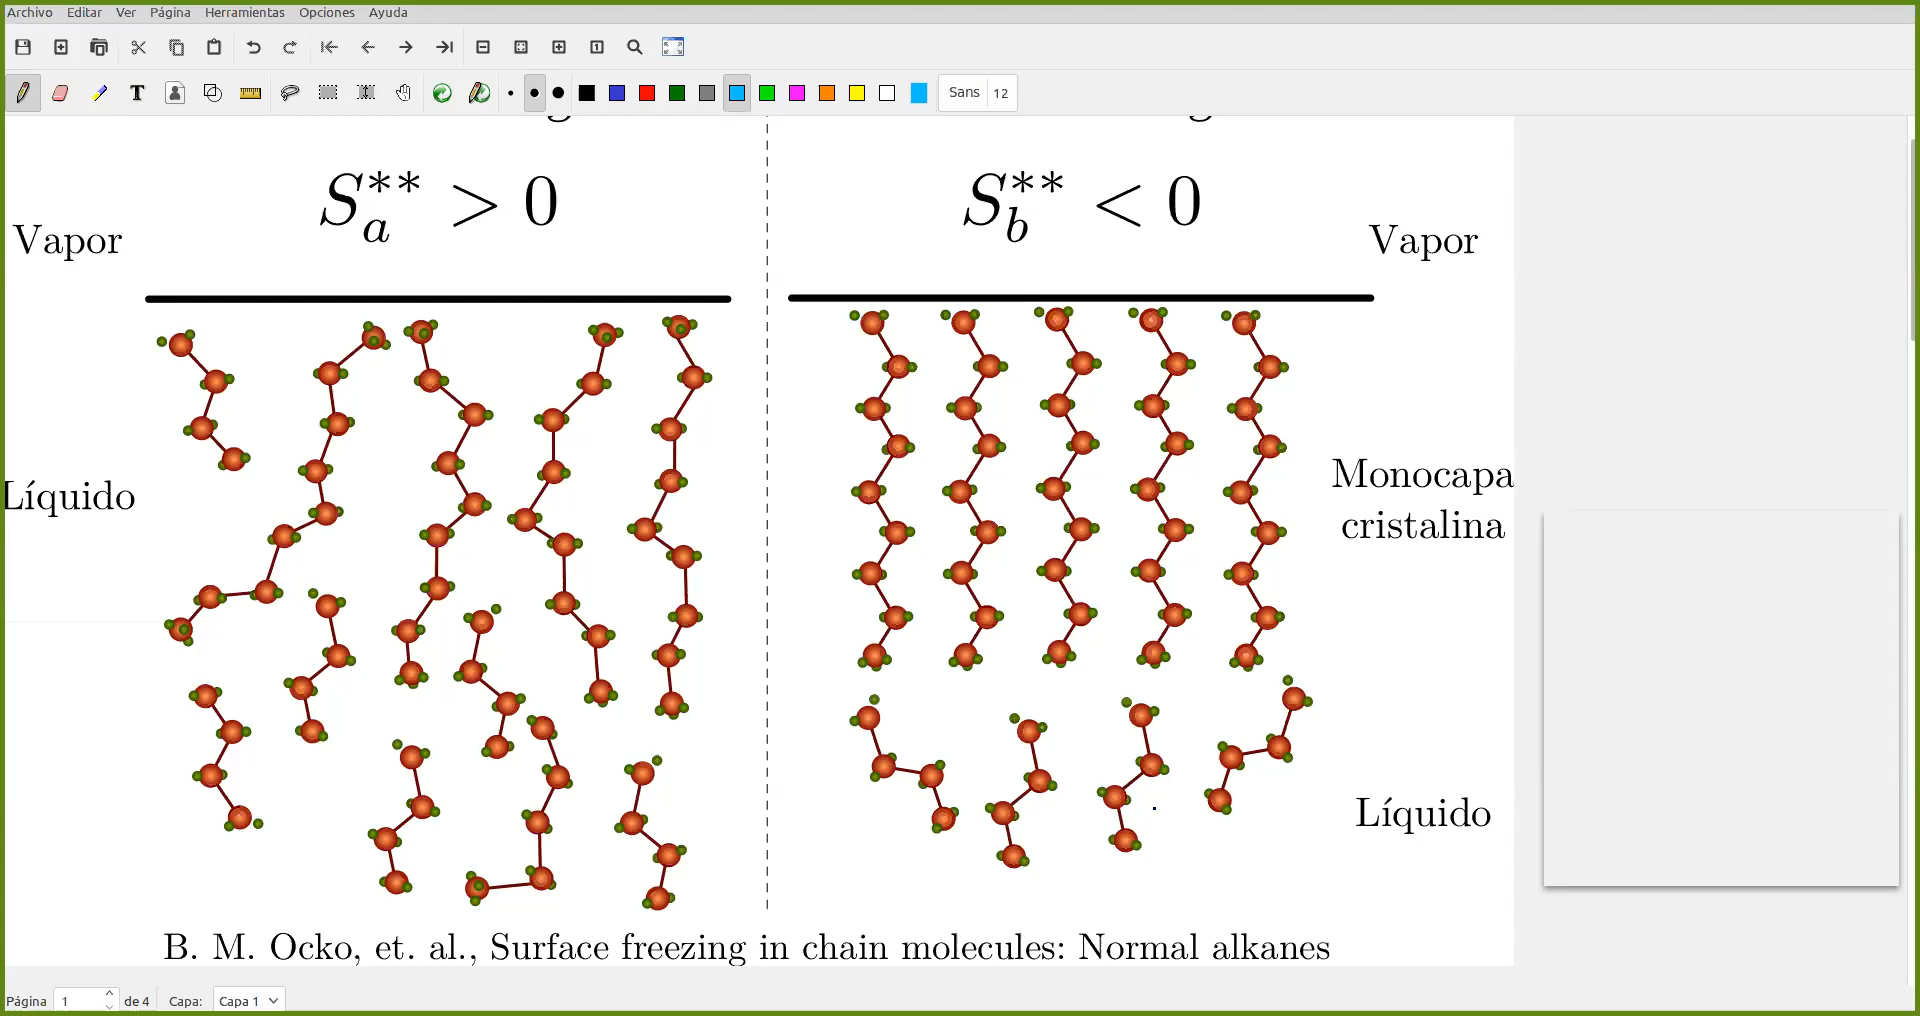 Archivo Editar Ver Página Herramientas Opciones Ayuda
T Sans 12
S_a^{**} > 0
S_b^{**} < 0
Vapor
Vapor
Líquido
Monocapa
cristalina
Líquido
B. M. Ocko, et. al., Surface freezing in chain molecules: Normal alkanes
Página 1 de 4 Capa: Capa 1